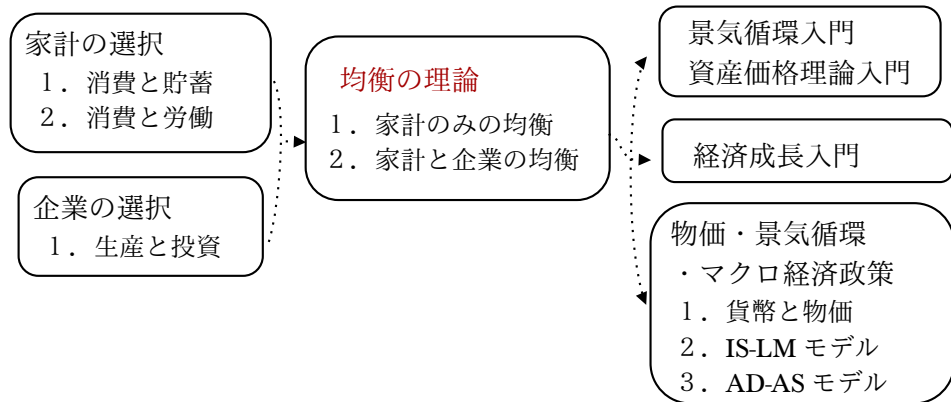 家計の選択
１．消費と貯蓄
２．消費と労働
企業の選択
１．生産と投資
均衡の理論
１．家計のみの均衡
２．家計と企業の均衡
景気循環入門
資産価格理論入門
経済成長入門
物価・景気循環
・マクロ経済政策
１．貨幣と物価
２．IS-LM モデル
３．AD-AS モデル